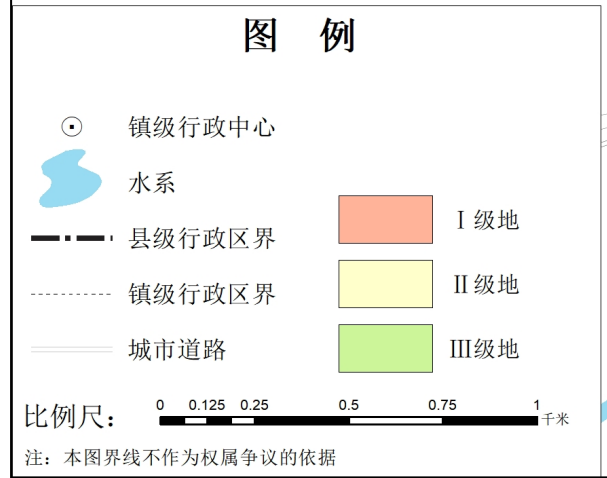 图 例
镇级行政中心
水系
县级行政区界
镇级行政区界
城市道路
Ⅰ级地
Ⅱ级地
Ⅲ级地
比例尺： 0 0.125 0.25 0.5 0.75 1 千米
注：本图界线不作为权属争议的依据